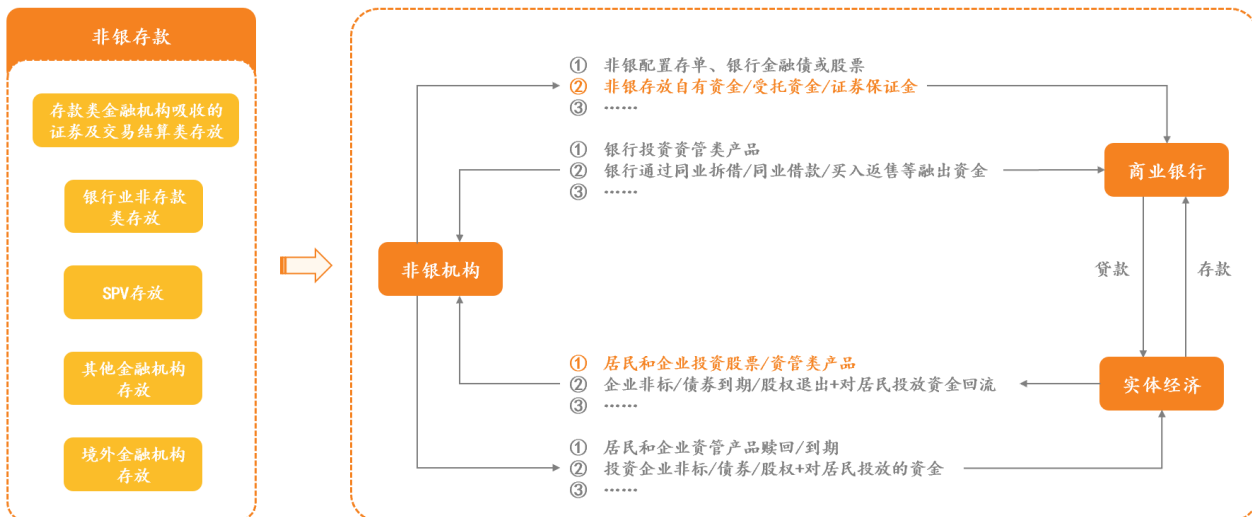 非银存款
存款类金融机构吸收的
证券及交易结算类存放
银行业非存款
类存放
SPV存放
其他金融机构
存放
境外金融机构
存放
① 非银配置存单、银行金融债或股票
② 非银存放自有资金/受托资金/证券保证金
③ ……
① 银行投资资管类产品
② 银行通过同业拆借/同业借款/买入返售等融出资金
③ ……
商业银行
非银机构
贷款
存款
① 居民和企业投资股票/资管类产品
② 企业非标/债券到期/股权退出+对居民投放资金回流
③ ……
实体经济
① 居民和企业资管产品赎回/到期
② 投资企业非标/债券/股权+对居民投放的资金
③ ……